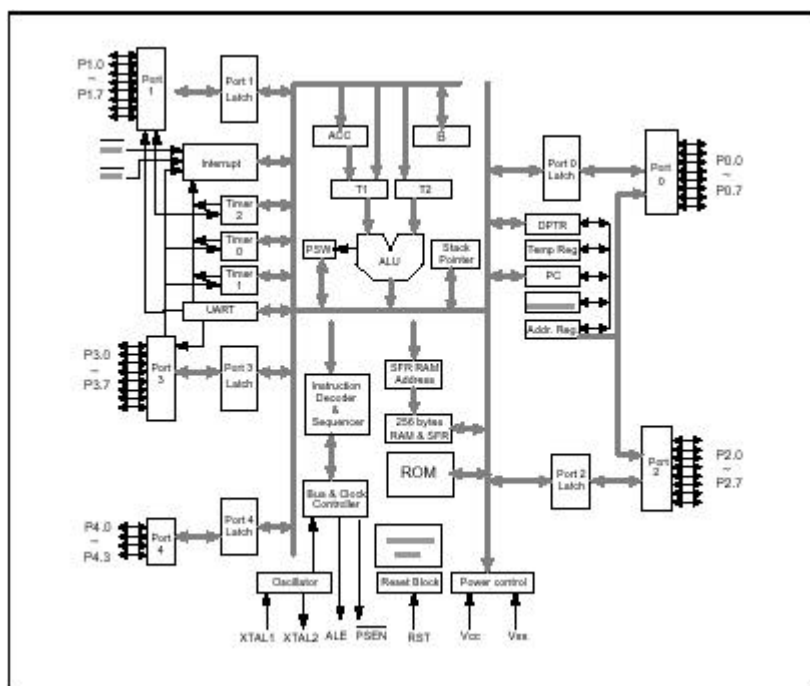 P1.0
~
P1.7
Port
1
Port 1
Latch
ACC
B
Port 0
Latch
Port
0
P0.0
~
P0.7
Interrupt
T1
T2
Timer
2
Timer
0
Timer
1
PSW
ALU
Stack
Pointer
DPTR
Temp Reg.
PC
Addr. Reg.
UART
P3.0
~
P3.7
Port
3
Port 3
Latch
Instruction
Decoder
&
Sequencer
SFR RAM
Address
256 bytes
RAM & SFR
ROM
Bus & Clock
Controller
Port 2
Latch
Port
2
P2.0
~
P2.7
P4.0
~
P4.3
Port
4
Port 4
Latch
Oscillator
Reset Block
Power control
XTAL1
XTAL2
ALE
PSEN
RST
Vcc
Vss